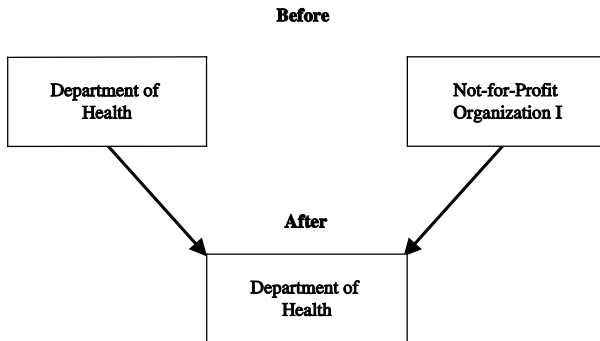 Before
Department of
Health
Not-for-Profit
Organization I
After
Department of
Health